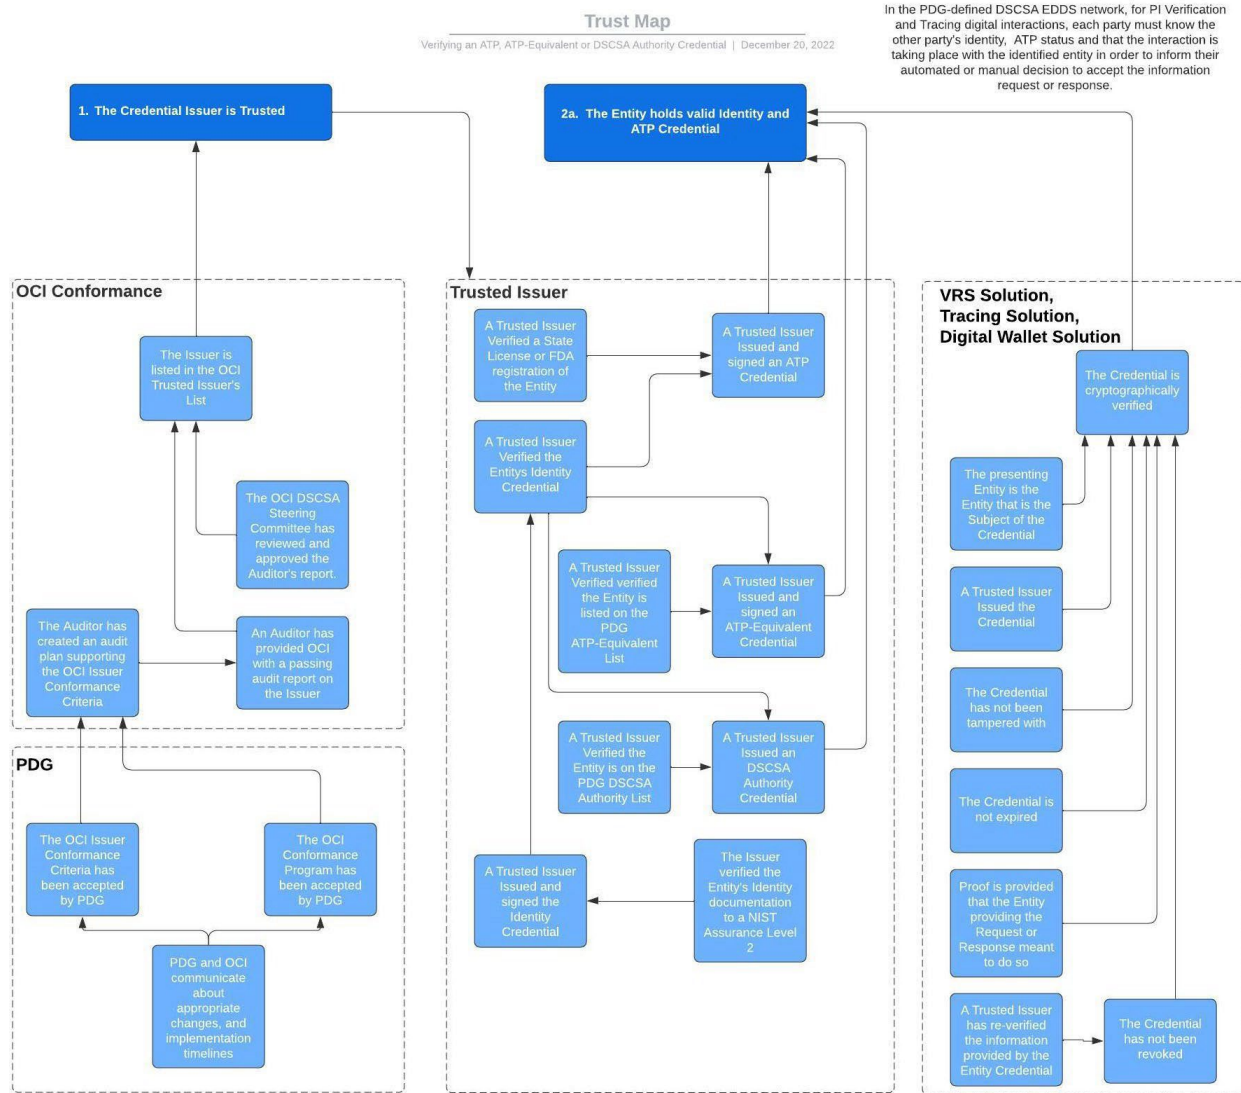 Trust Map
Verifying an ATP, ATP-Equivalent or DSCSA Authority Credential | December 20, 2022
In the PDG-defined DSCSA EDDS network, for PI Verification
and Tracing digital interactions, each party must know the
other party's identity, ATP status and that the interaction is
taking place with the identified entity in order to inform their
automated or manual decision to accept the information
request or response.
1. The Credential Issuer is Trusted
2a. The Entity holds valid Identity and
ATP Credential
OCI Conformance
The Issuer is
listed in the OCI
Trusted Issuer's
List
The OCI DSCSA
Steering
Committee has
reviewed and
approved the
Auditor's report.
The Auditor has
created an audit
plan supporting
the OCI Issuer
Conformance
Criteria
An Auditor has
provided OCI
with a passing
audit report on
the Issuer
PDG
The OCI Issuer
Conformance
Criteria has
been accepted
by PDG
The OCI
Conformance
Program has
been accepted
by PDG
PDG and OCI
communicate
about
appropriate
changes, and
implementation
timelines
Trusted Issuer
A Trusted Issuer
Verified a State
License or FDA
registration of
the Entity
A Trusted Issuer
Issued and
signed an ATP
Credential
A Trusted Issuer
Verified the
Entitys Identity
Credential
A Trusted Issuer
Verified verified
the Entity is
listed on the
PDG
ATP-Equivalent
List
A Trusted Issuer
Issued and
signed an
ATP-Equivalent
Credential
A Trusted Issuer
Verified the
Entity is on the
PDG DSCSA
Authority List
A Trusted Issuer
Issued an
DSCSA
Authority
Credential
A Trusted Issuer
Issued and
signed the
Identity
Credential
The Issuer
verified the
Entity's Identity
documentation
to a NIST
Assurance Level
2
VRS Solution,
Tracing Solution,
Digital Wallet Solution
The Credential is
cryptographically
verified
The presenting
Entity is the
Entity that is the
Subject of the
Credential
A Trusted Issuer
Issued the
Credential
The Credential
has not been
tampered with
The Credential is
not expired
Proof is provided
that the Entity
providing the
Request or
Response meant
to do so
A Trusted Issuer
has re-verified
the information
provided by the
Entity Credential
The Credential
has not been
revoked